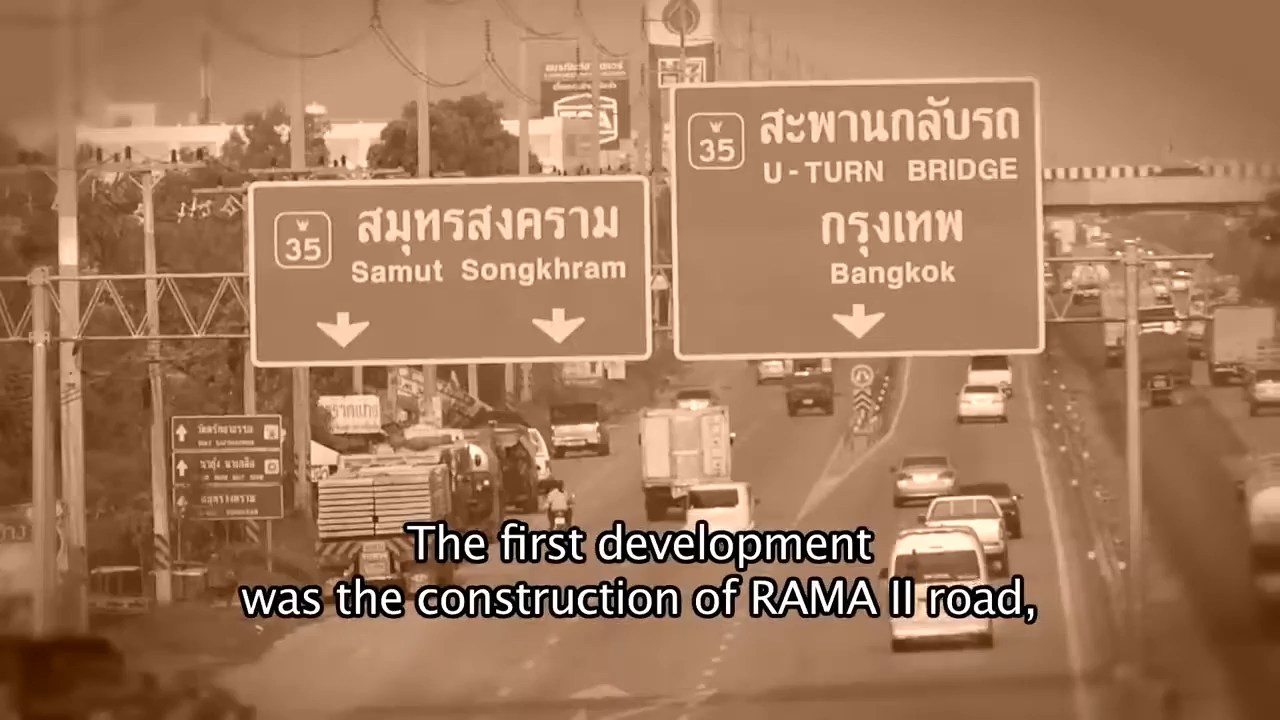 35
สมุทรสงคราม
Samut Songkhram
35
สะพานกลับรถ
U-TURN BRIDGE
กรุงเทพ
Bangkok
The first development
was the construction of RAMA II road,